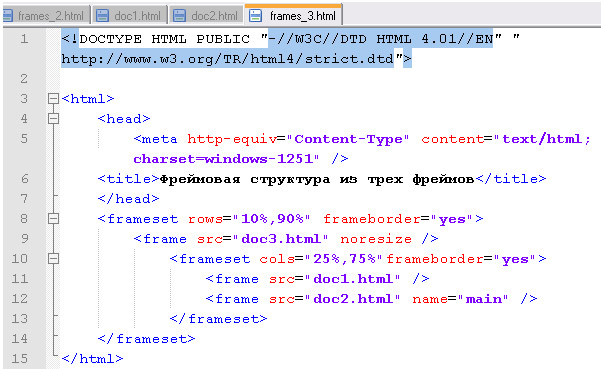 frames_2.html doc1.html doc2.html frames_3.html
1 <!DOCTYPE HTML PUBLIC "-//W3C//DTD HTML 4.01//EN" "
http://www.w3.org/TR/html4/strict.dtd">
2
3 <html>
4 <head>
5 <meta http-equiv="Content-Type" content="text/html;
charset=windows-1251" />
6 <title>Фреймовая структура из трех фреймов</title>
7 </head>
8 <frameset rows="10%,90%" frameborder="yes">
9 <frame src="doc3.html" noresize />
10 <frameset cols="25%,75%"frameborder="yes">
11 <frame src="doc1.html" />
12 <frame src="doc2.html" name="main" />
13 </frameset>
14 </frameset>
15 </html>